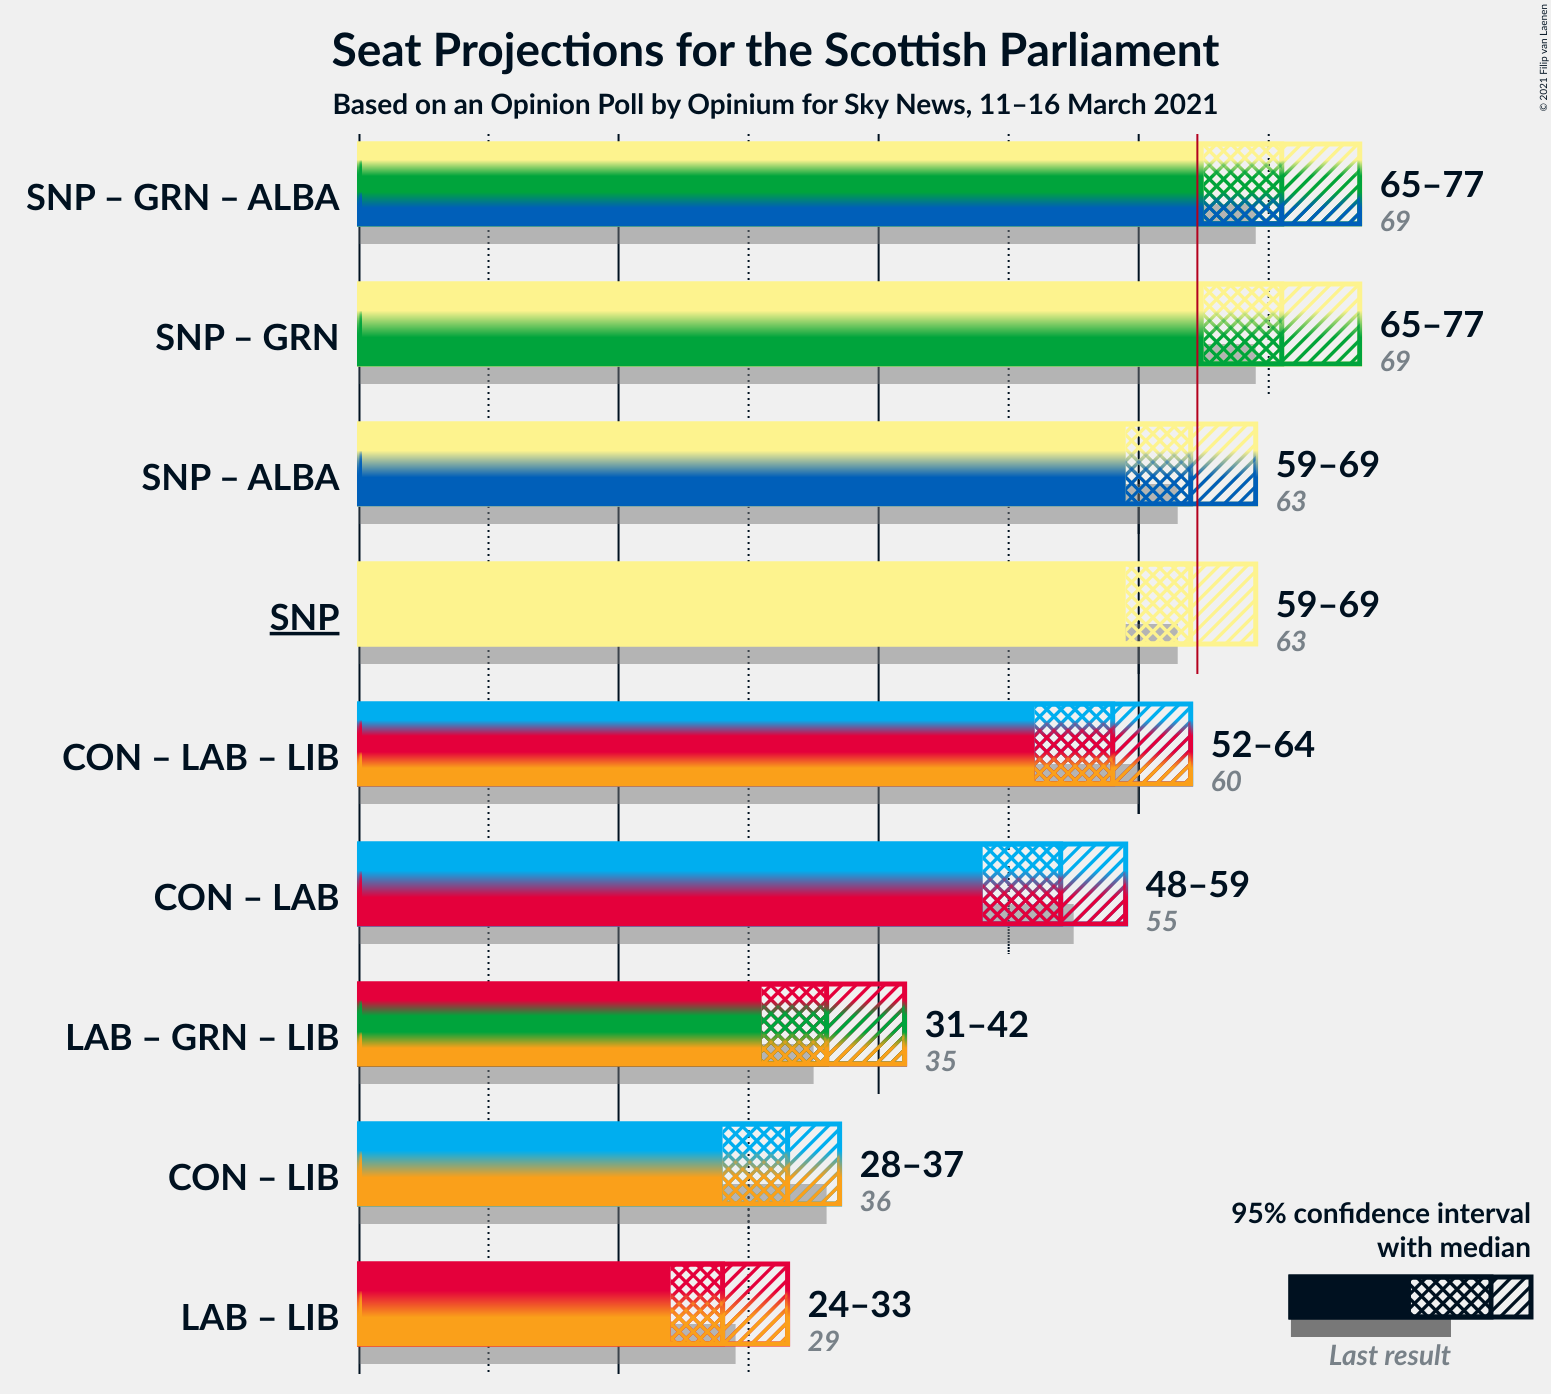 Seat Projections for the Scottish Parliament
Based on an Opinion Poll by Opinium for Sky News, 11–16 March 2021
© 2021 Filip van Laenen
SNP – GRN – ALBA
65–77
69
SNP – GRN
65–77
69
SNP – ALBA
59–69
63
SNP
59–69
63
CON – LAB – LIB
52–64
60
CON – LAB
48–59
55
LAB – GRN – LIB
31–42
35
CON – LIB
28–37
36
LAB – LIB
24–33
29
95% confidence interval
with median
Last result